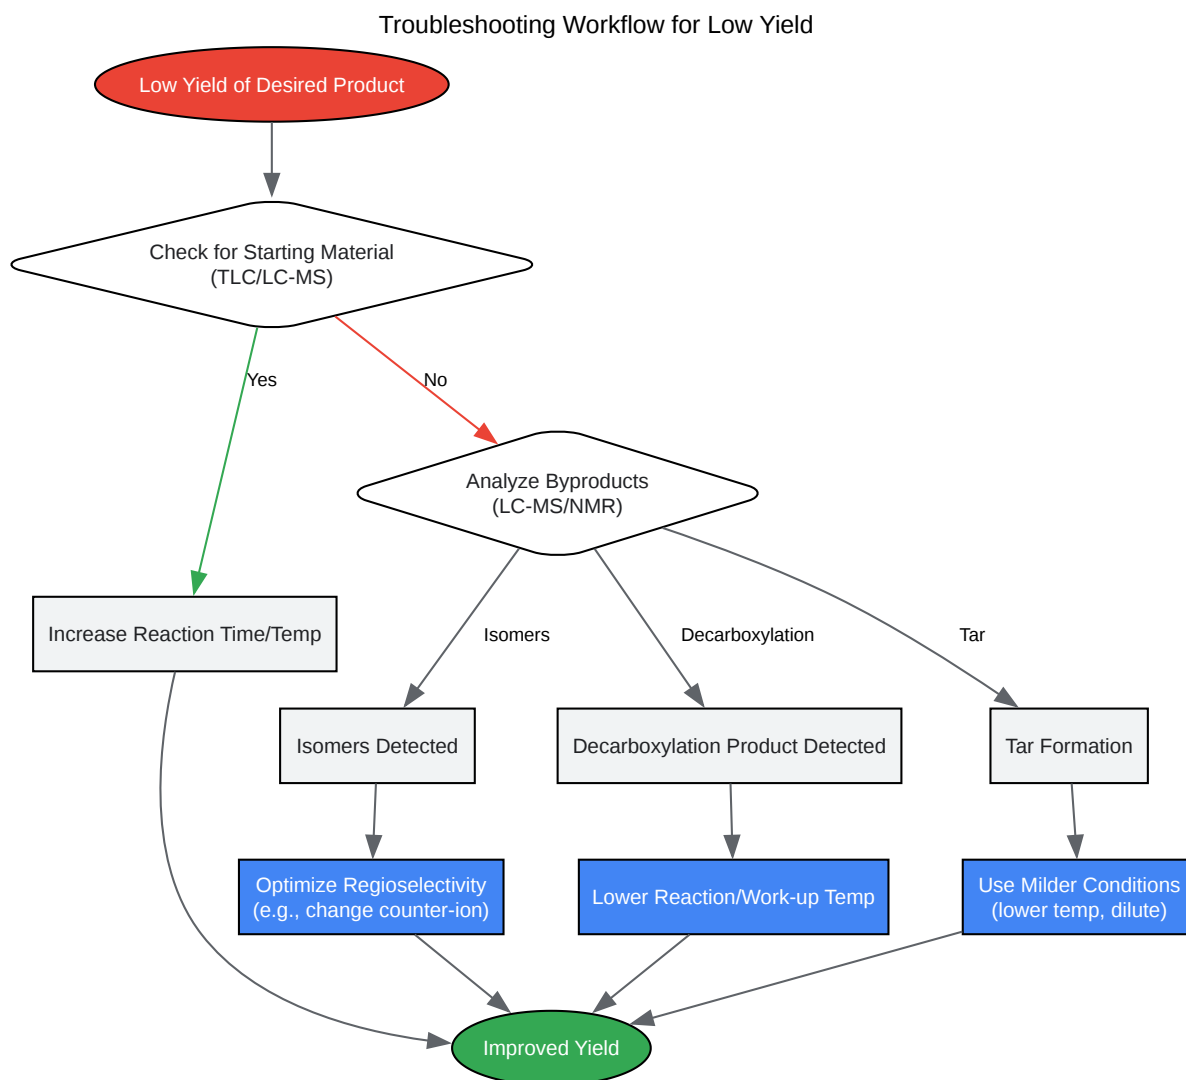 Troubleshooting Workflow for Low Yield
Low Yield of Desired Product
Check for Starting Material
(TLC/LC-MS)
Yes
No
Analyze Byproducts
(LC-MS/NMR)
Increase Reaction Time/Temp
Isomers
Decarboxylation
Tar
Isomers Detected
Decarboxylation Product Detected
Tar Formation
Optimize Regioselectivity
(e.g., change counter-ion)
Lower Reaction/Work-up Temp
Use Milder Conditions
(lower temp, dilute)
Improved Yield